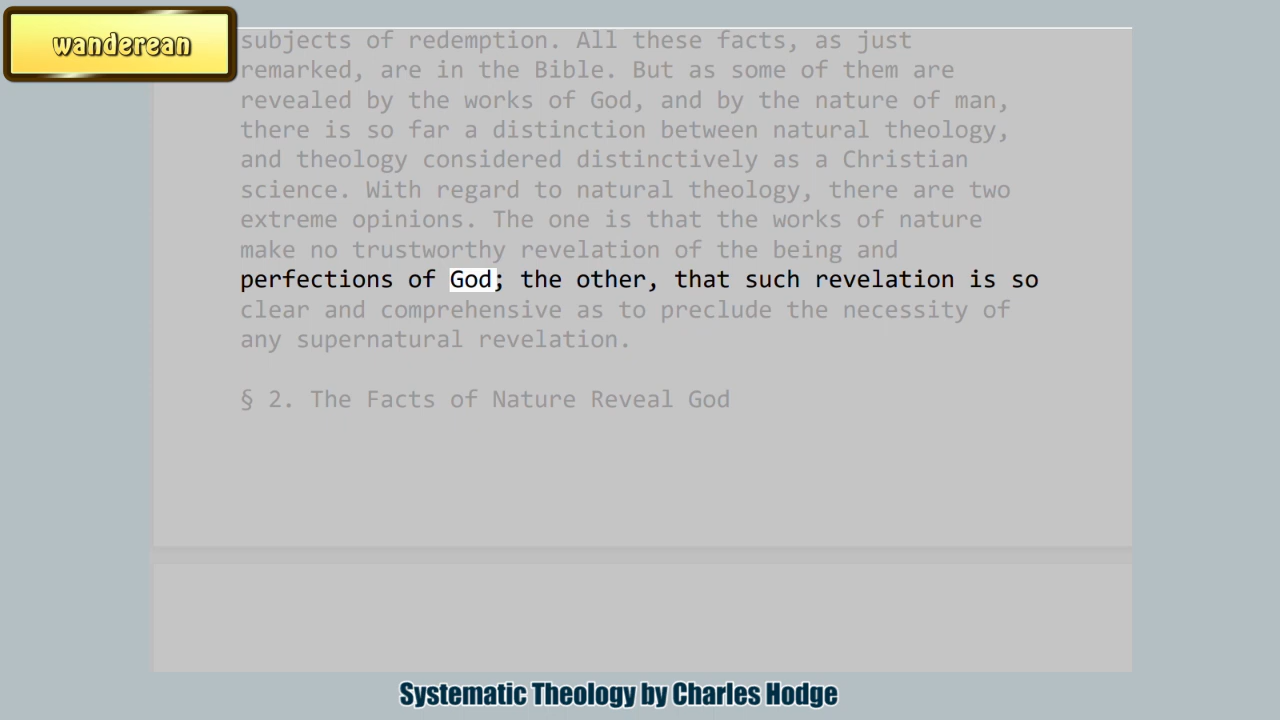 wanderean
subjects of redemption. All these facts, as just
remarked, are in the Bible. But as some of them are
revealed by the works of God, and by the nature of man,
there is so far a distinction between natural theology,
and theology considered distinctively as a Christian
science. With regard to natural theology, there are two
extreme opinions. The one is that the works of nature
make no trustworthy revelation of the being and
perfections of God; the other, that such revelation is so
clear and comprehensive as to preclude the necessity of
any supernatural revelation.
§ 2. The Facts of Nature Reveal God
Systematic Theology by Charles Hodge